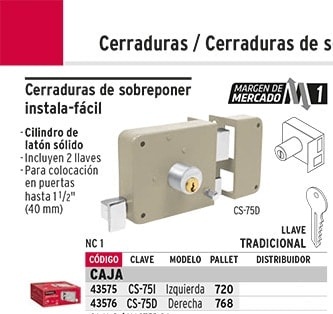 Cerraduras / Cerraduras de s
Cerraduras de sobreponer
instala-fácil
MARGEN DE
MERCADO
M 1
· Cilindro de
latón sólido
· Incluyen 2 llaves
· Para colocación
en puertas
hasta 1 1/2"
(40 mm)
CS-75D
LLAVE
TRADICIONAL
NC 1
CÓDIGO CLAVE MODELO PALLET DISTRIBUIDOR
CAJA
43575 CS-75I Izquierda 720
43576 CS-75D Derecha 768